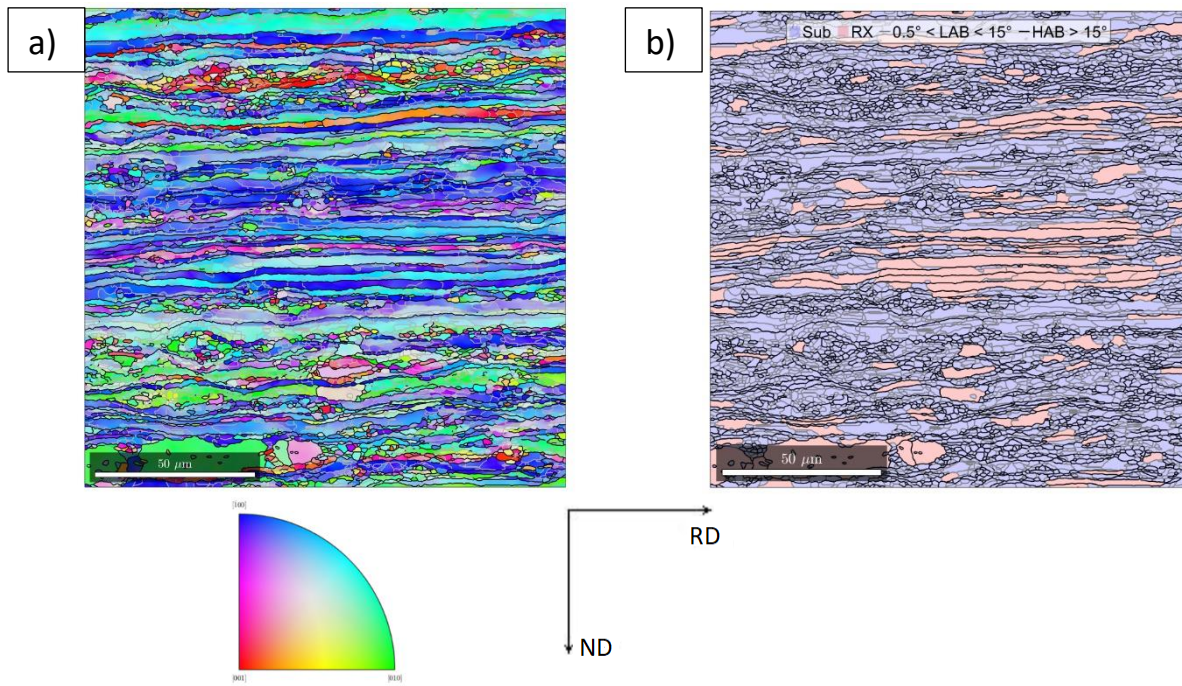 a)
b)
Sub RX 0.5° < LAB < 15° HAB > 15°
50 μm
50 μm
[100]
[001]
[010]
RD
ND